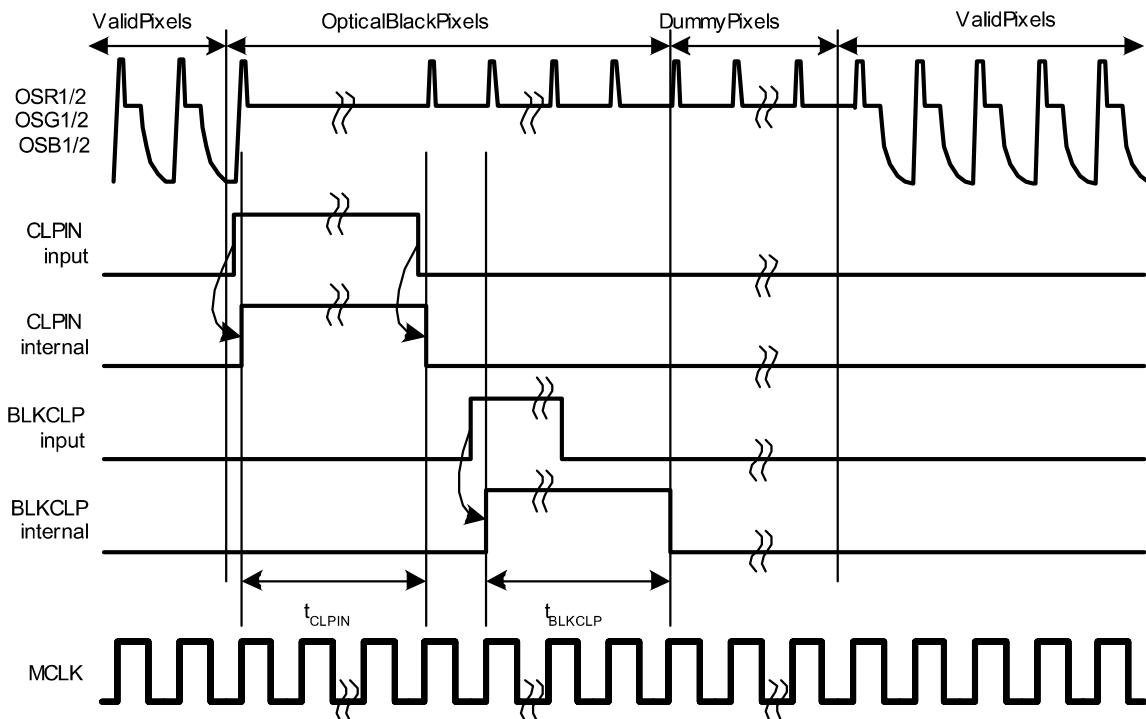 ValidPixels OpticalBlackPixels DummyPixels ValidPixels
OSR1/2
OSG1/2
OSB1/2
CLPIN
input
CLPIN
internal
BLKCLP
input
BLKCLP
internal
tCLPIN tBLKCLP
MCLK